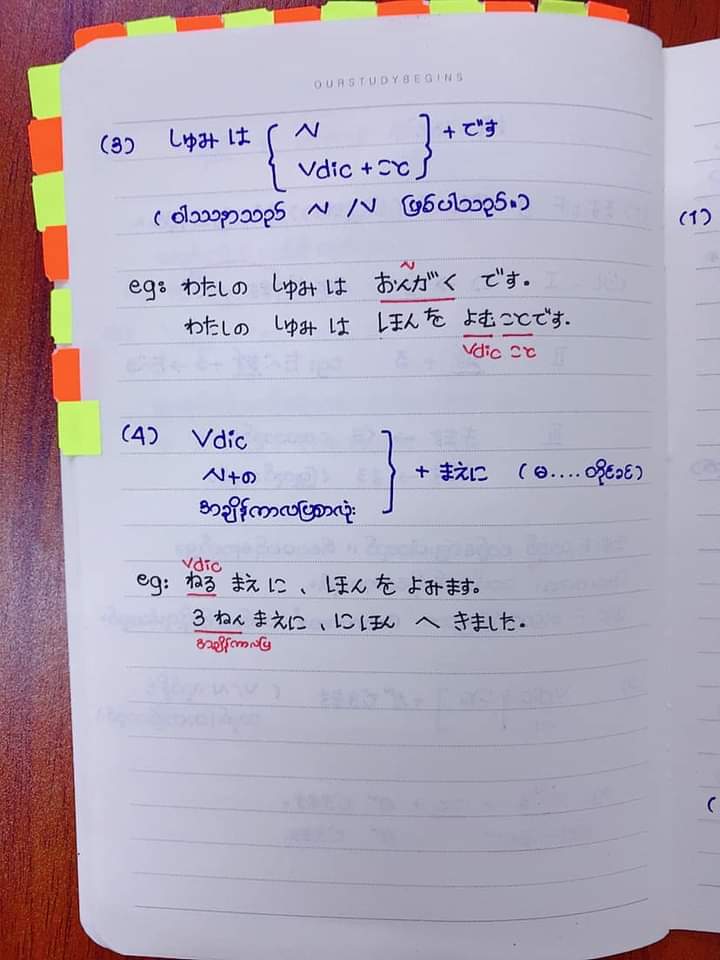 OURSTUDYBEGINS
(3) しゅみ は { N } + です
Vdic + こと
( ဝါသနာသည် N / V ဖြစ်ပါသည်။ )
(1)
N
eg: わたしの しゅみ は おんがく です。
わたしの しゅみ は ほんを よむ ことです.
Vdic こと
(4) Vdic
N+の } + まえに ( မ.... တိုင်ခင် )
အချိန်ကာလပြစာလုံး
Vdic
eg: ねる まえ に 、 ほん を よみます。
3 ねん まえに 、 にほん へ きました.
အချိန်ကာလပြ
(